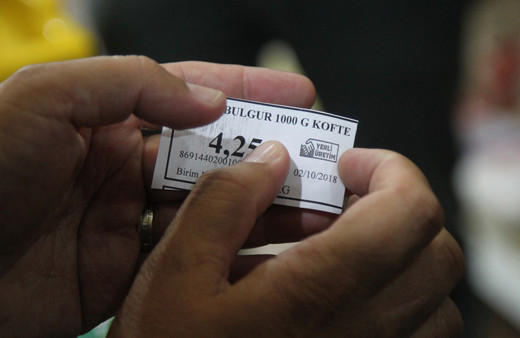 BULGUR 1000 G KOFTE
4,25
YERLİ
ÜRETİM
869144020010
02/10/2018
Birim